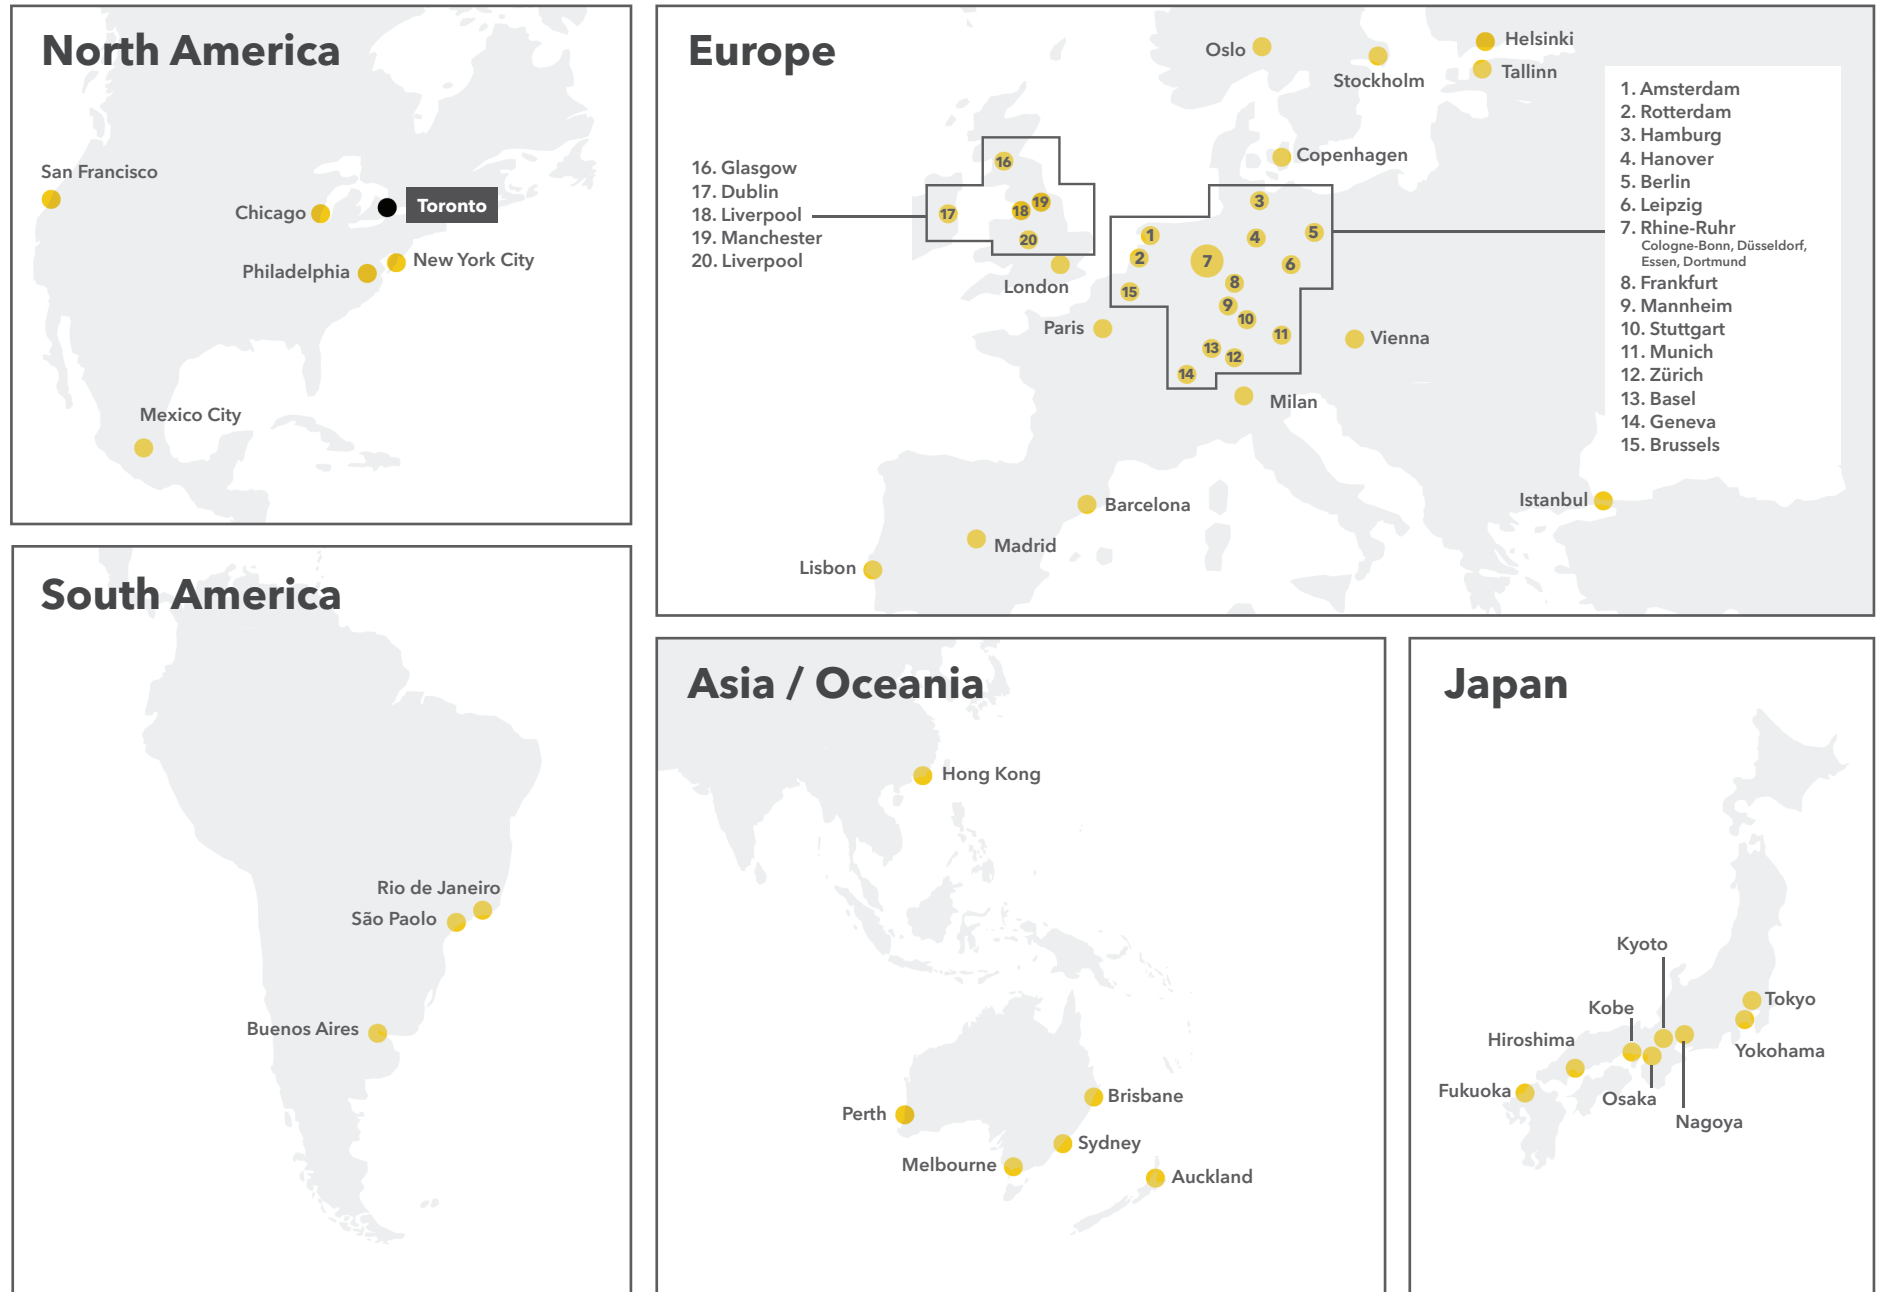 North America
San Francisco
Chicago
Toronto
New York City
Philadelphia
Mexico City
South America
Rio de Janeiro
São Paolo
Buenos Aires
Europe
Oslo
Stockholm
Helsinki
Tallinn
Copenhagen
16. Glasgow
17. Dublin
18. Liverpool
19. Manchester
20. Liverpool
16
17
18
19
20
London
Paris
1
2
3
4
5
6
7
8
9
10
11
12
13
14
15
Vienna
Milan
Barcelona
Madrid
Lisbon
Istanbul
1. Amsterdam
2. Rotterdam
3. Hamburg
4. Hanover
5. Berlin
6. Leipzig
7. Rhine-Ruhr
Cologne-Bonn, Düsseldorf,
Essen, Dortmund
8. Frankfurt
9. Mannheim
10. Stuttgart
11. Munich
12. Zürich
13. Basel
14. Geneva
15. Brussels
Asia / Oceania
Hong Kong
Brisbane
Perth
Sydney
Melbourne
Auckland
Japan
Kyoto
Tokyo
Kobe
Hiroshima
Yokohama
Fukuoka
Osaka
Nagoya